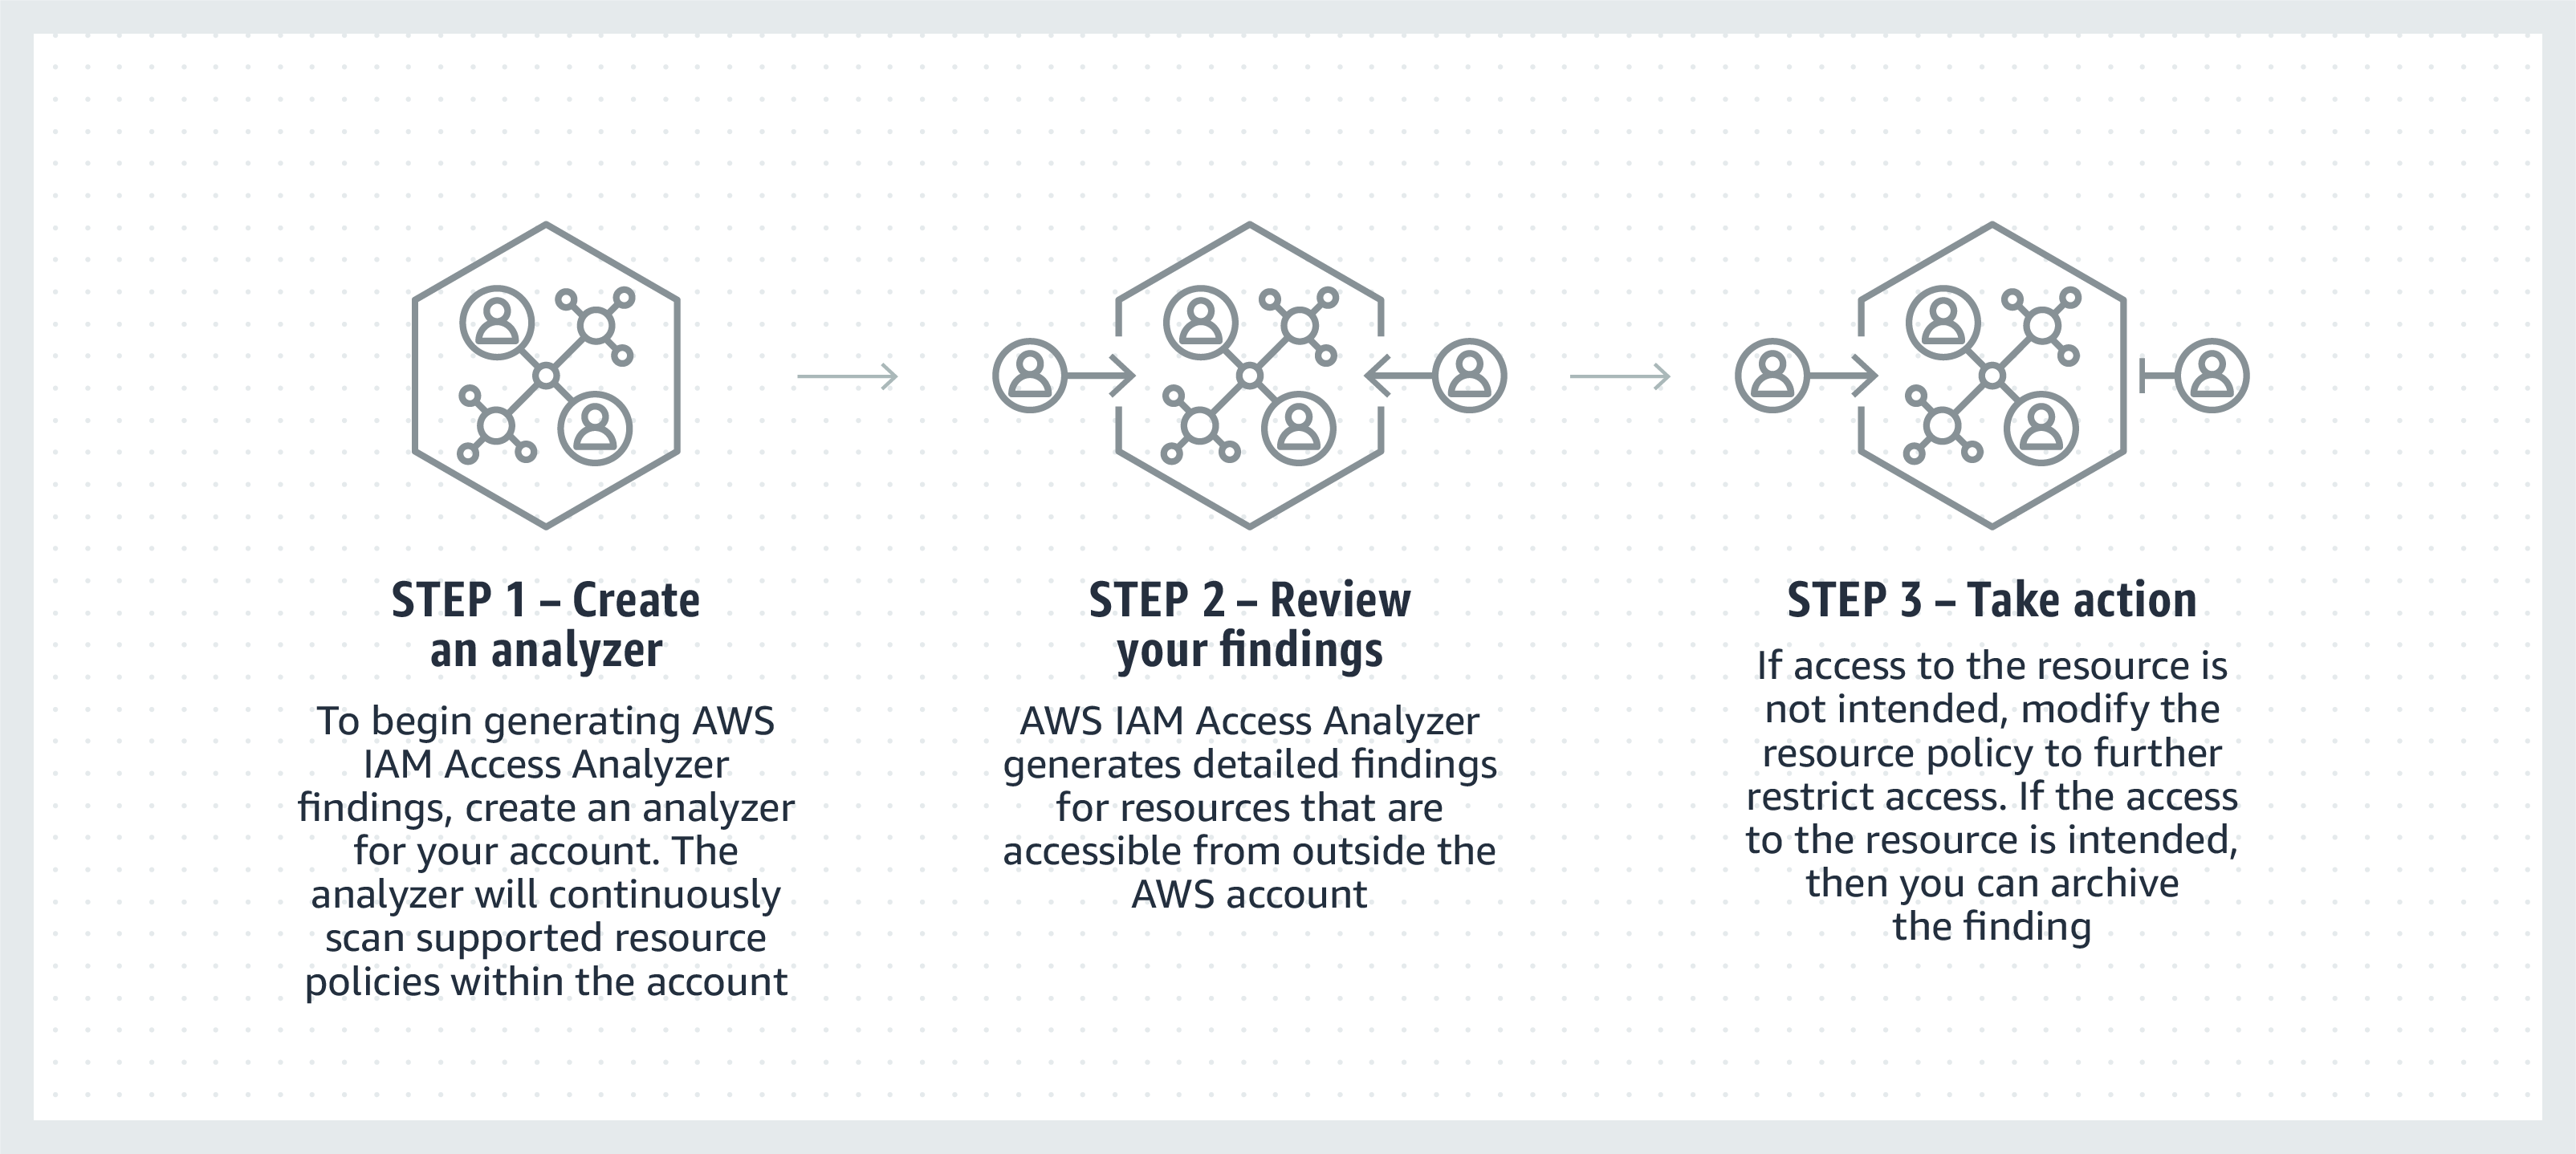 STEP 1 – Create
an analyzer
To begin generating AWS
IAM Access Analyzer
findings, create an analyzer
for your account. The
analyzer will continuously
scan supported resource
policies within the account
STEP 2 – Review
your findings
AWS IAM Access Analyzer
generates detailed findings
for resources that are
accessible from outside the
AWS account
STEP 3 – Take action
If access to the resource is
not intended, modify the
resource policy to further
restrict access. If the access
to the resource is intended,
then you can archive
the finding